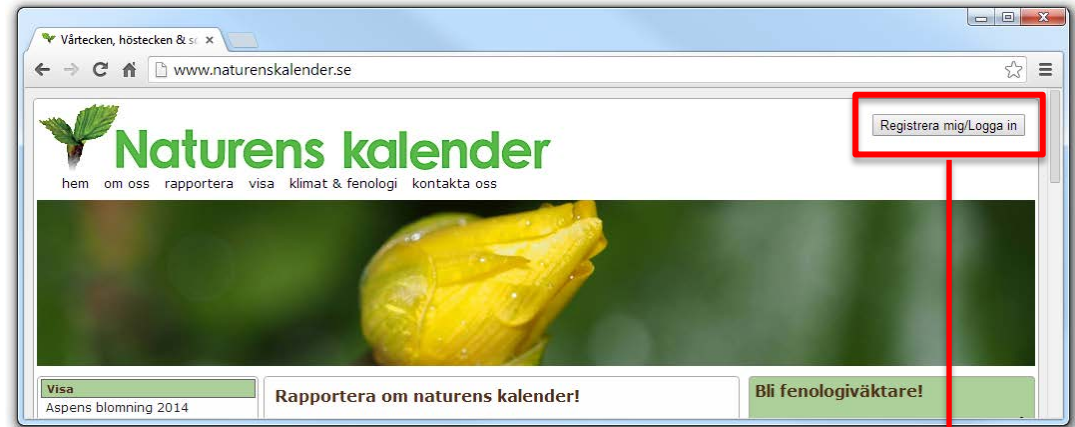 Vårtecken, höstecken & s
www.naturenskalender.se
Registrera mig/Logga in
Naturens kalender
hem om oss rapportera visa klimat & fenologi kontakta oss
Visa
Aspens blomning 2014
Rapportera om naturens kalender!
Bli fenologiväktare!